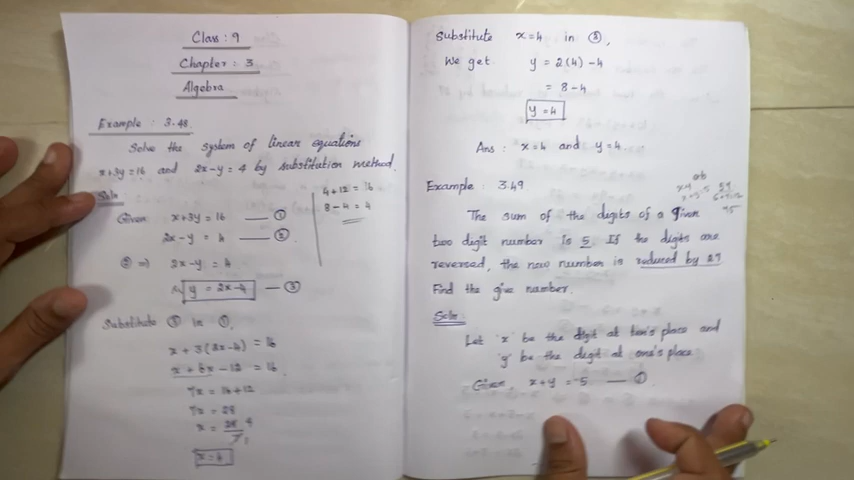 Class : 9
Chapter : 3
Algebra
Example : 3.48
Solve the system of linear equations
x+3y=16 and 2x-y=4 by substitution method.
Soln
Given x+3y=16 —— ①
2x-y = 4 —— ②
② ⇒ 2x-y = 4
y = 2x-4 — ③
4+12 = 16
8-4 = 4
Substitute ③ in ①,
x+3(2x-4) = 16
x+6x-12 = 16
7x = 16+12
7x = 28
x = 28/7 4
x=4
Substitute x=4 in ③,
We get y = 2(4)-4
= 8-4
y=4
Ans : x=4 and y=4.
Example : 3.49
ab
The sum of the digits of a given
two digit number is 5. If the digits are
reversed, the new number is reduced by 27
Find the give number.
Soln:
Let 'x' be the digit at ten's place and
'y' be the digit at one's place
Given, x+y =5 —— ①